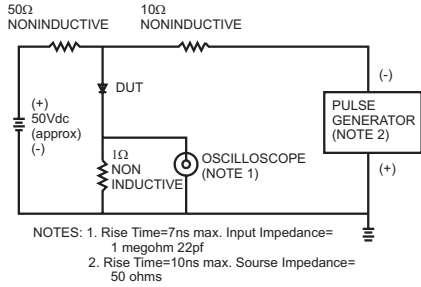 50Ω
NONINDUCTIVE
10Ω
NONINDUCTIVE
(+)
50Vdc
(approx)
(-)
DUT
1Ω
NON
INDUCTIVE
OSCILLOSCOPE
(NOTE 1)
(-)
PULSE
GENERATOR
(NOTE 2)
(+)
NOTES: 1. Rise Time=7ns max. Input Impedance=
1 megohm 22pf
2. Rise Time=10ns max. Sourse Impedance=
50 ohms